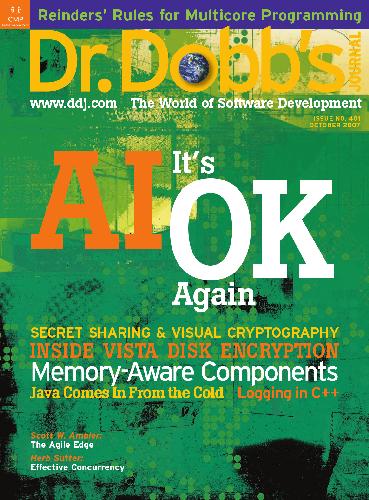 CMP
Reinders' Rules for Multicore Programming
Dr. Dobb's
JOURNAL
www.ddj.com The World of Software Development
ISSUE NO. 401
OCTOBER 2007
It's
AI OK
Again
SECRET SHARING & VISUAL CRYPTOGRAPHY
INSIDE VISTA DISK ENCRYPTION
Memory-Aware Components
Java Comes In From the Cold Logging in C++
Scott W. Ambler:
The Agile Edge
Herb Sutter:
Effective Concurrency